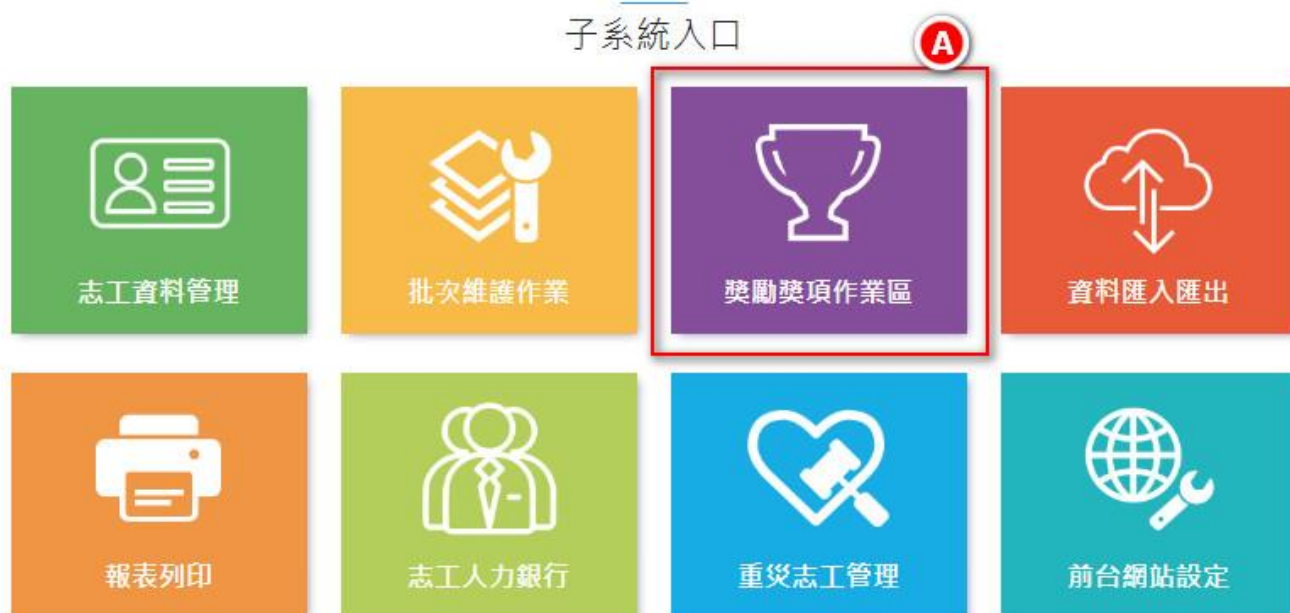 子系統入口
A
志工資料管理
批次維護作業
獎勵獎項作業區
資料匯入匯出
報表列印
志工人力銀行
重災志工管理
前台網站設定